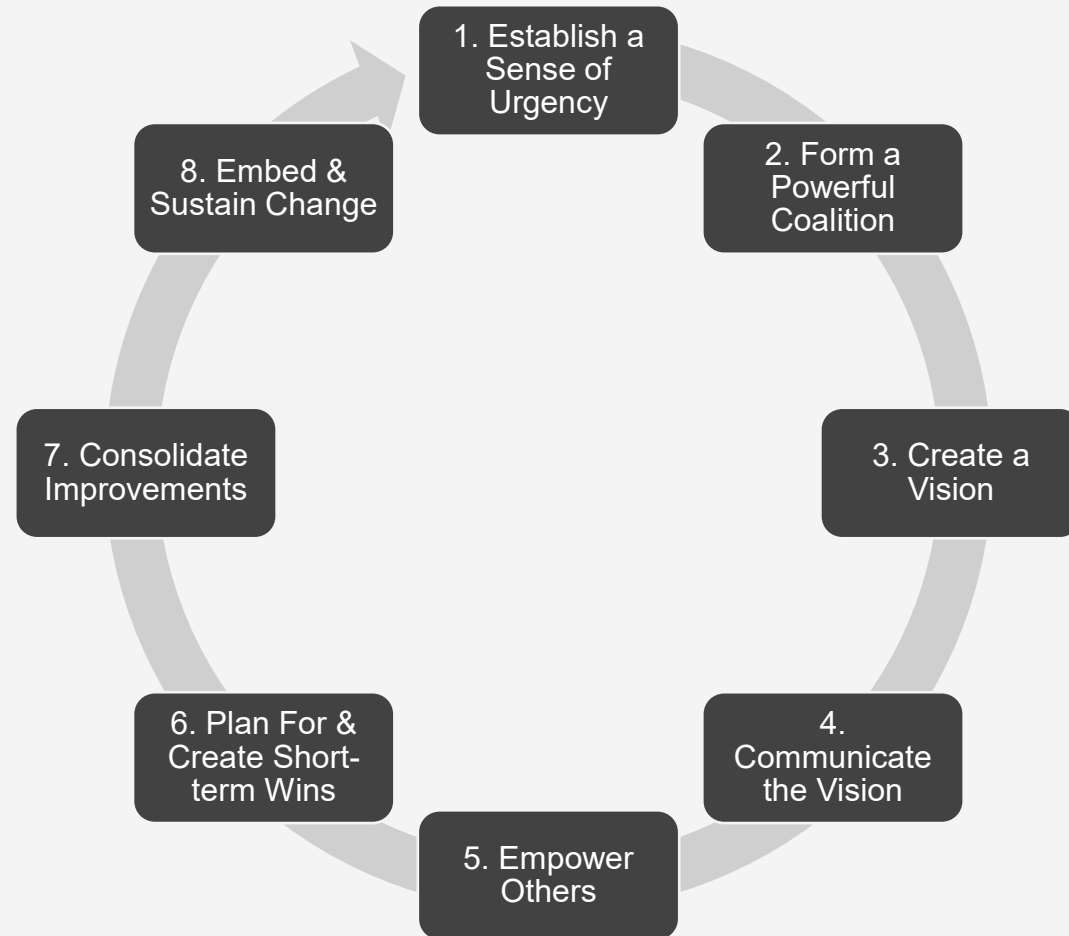 1. Establish a
Sense of
Urgency
2. Form a
Powerful
Coalition
3. Create a
Vision
4.
Communicate
the Vision
5. Empower
Others
6. Plan For &
Create Short-
term Wins
7. Consolidate
Improvements
8. Embed &
Sustain Change